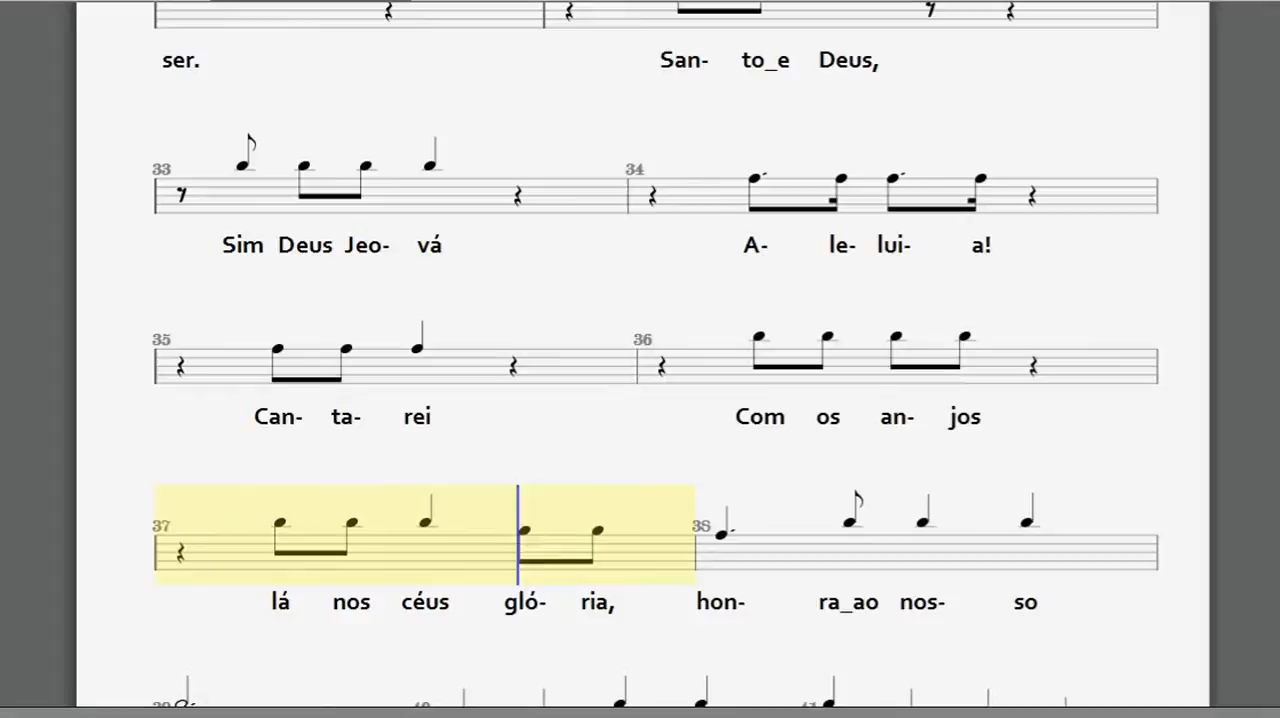 ser. San- to_e Deus,
33 34
Sim Deus Jeo- vá A- le- lui- a!
35 36
Can- ta- rei Com os an- jos
37 38
lá nos céus gló- ria, hon- ra_ao nos- so